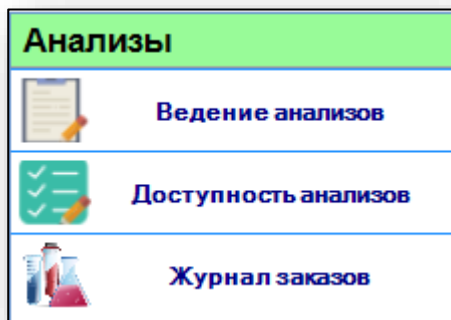 Анализы
Ведение анализов
Доступность анализов
Журнал заказов